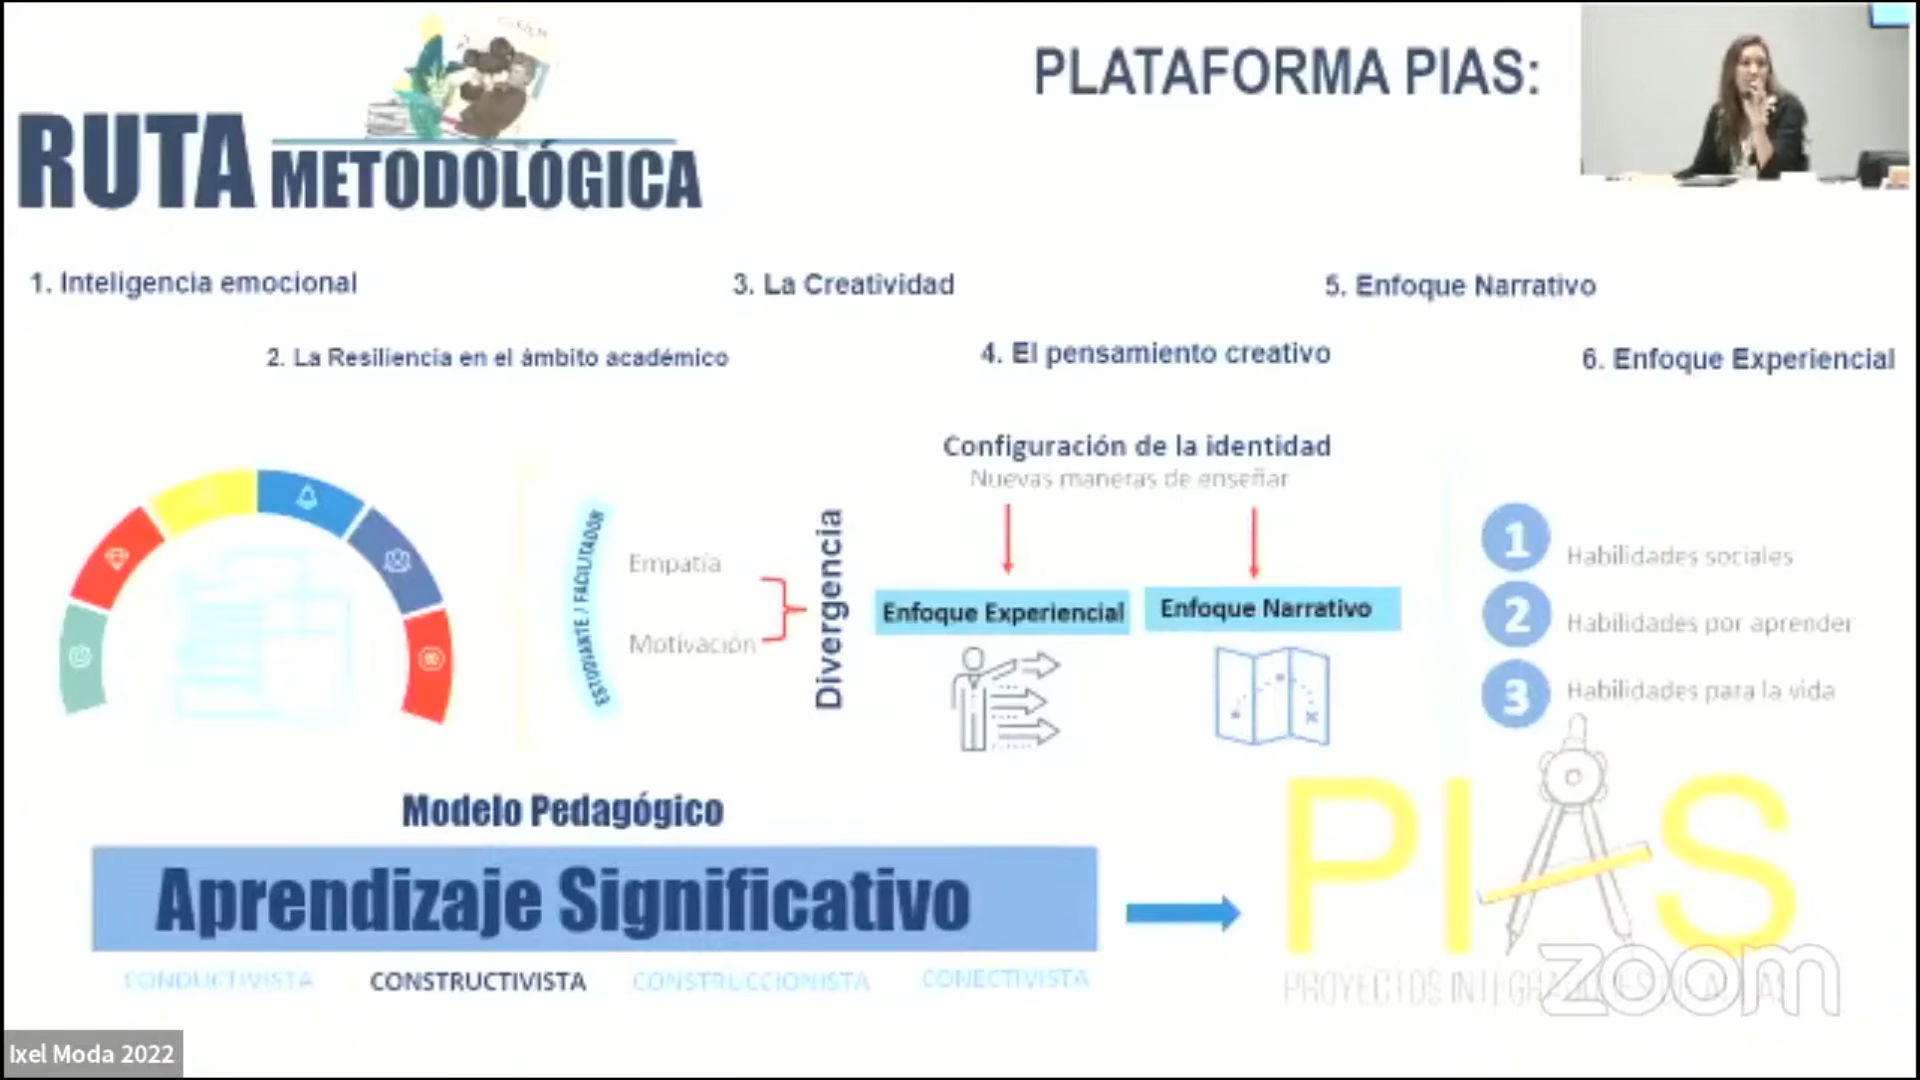 PLATAFORMA PIAS:
RUTA METODOLÓGICA
1. Inteligencia emocional
3. La Creatividad
5. Enfoque Narrativo
2. La Resiliencia en el ámbito académico
4. El pensamiento creativo
6. Enfoque Experiencial
Configuración de la identidad
Nuevas maneras de enseñar
ESTUDIANTE / FACILITADOR
Empatía
Motivación
Divergencia
Enfoque Experiencial
Enfoque Narrativo
1 Habilidades sociales
2 Habilidades por aprender
3 Habilidades para la vida
Modelo Pedagógico
Aprendizaje Significativo
CONDUCTIVISTA
CONSTRUCTIVISTA
CONSTRUCCIONISTA
CONECTIVISTA
PIAS
PROYECTOS
zoom
Ixel Moda 2022